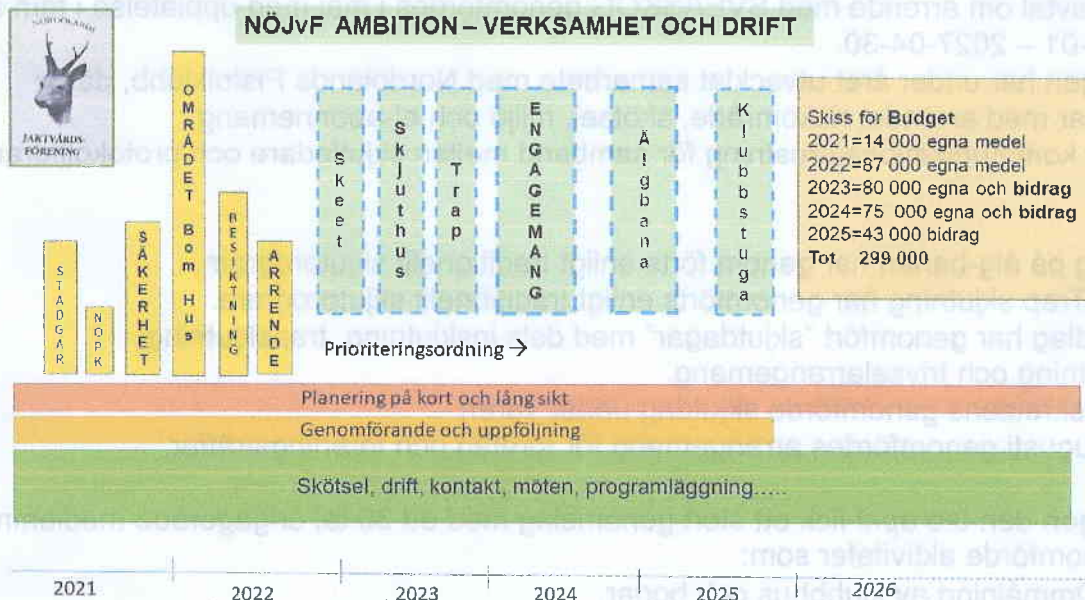 NÖJvF AMBITION – VERKSAMHET OCH DRIFT
JAKTVÅRDS
FÖRENING
STADGAR
NOPK
SÄKERHET
OMRÅDET Bom Hus
BESIKTNING
ARRENDE
Skeet
Skjuthus
Trap
ENGAGEMANG
Älgbana
Klubbstuga
Skiss för Budget
2021=14 000 egna medel
2022=87 000 egna medel
2023=80 000 egna och bidrag
2024=75 000 egna och bidrag
2025=43 000 bidrag
Tot 299 000
Prioriteringsordning →
Planering på kort och lång sikt
Genomförande och uppföljning
Skötsel, drift, kontakt, möten, programläggning.....
2021
2022
2023
2024
2025
2026